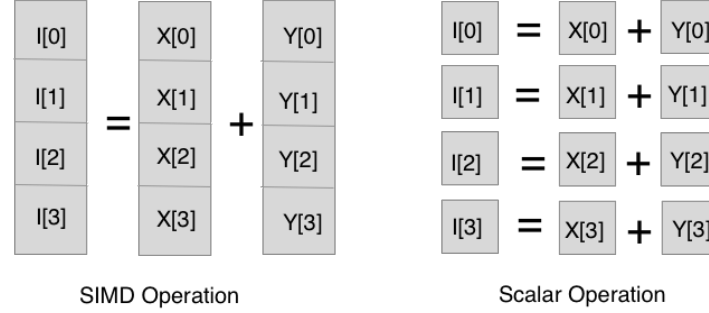 I[0] X[0] Y[0]
I[1] X[1] Y[1]
I[2] X[2] Y[2]
I[3] X[3] Y[3]
= +
SIMD Operation
I[0] = X[0] + Y[0]
I[1] = X[1] + Y[1]
I[2] = X[2] + Y[2]
I[3] = X[3] + Y[3]
Scalar Operation